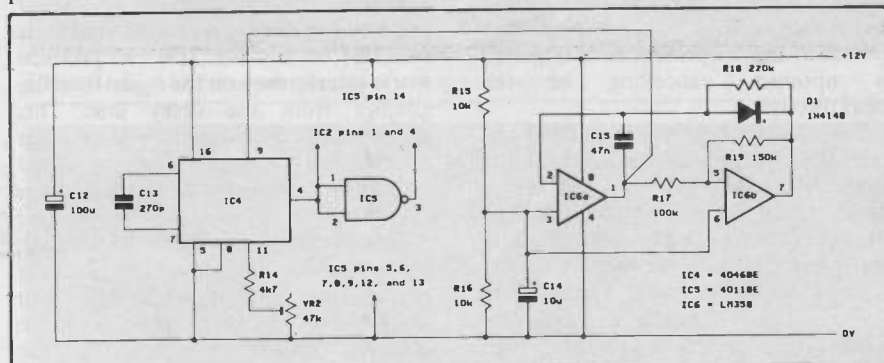 +12V
R18 220k
IC5 pin 14
R15
10k
D1
1N4148
IC2 pins 1 and 4
C15
47n
16
9
R19 150k
6
4
1
2
8
5
C12
100u
C13
270p
IC4
IC5
3
IC6a
1
IC6b
7
2
3
4
R17
100k
6
7
5
8
11
IC5 pins 5,6,
7,8,9,12, and 13
R14
4k7
R16
10k
C14
10u
IC4 = 4046BE
IC5 = 4011BE
IC6 = LM358
VR2
47k
0V